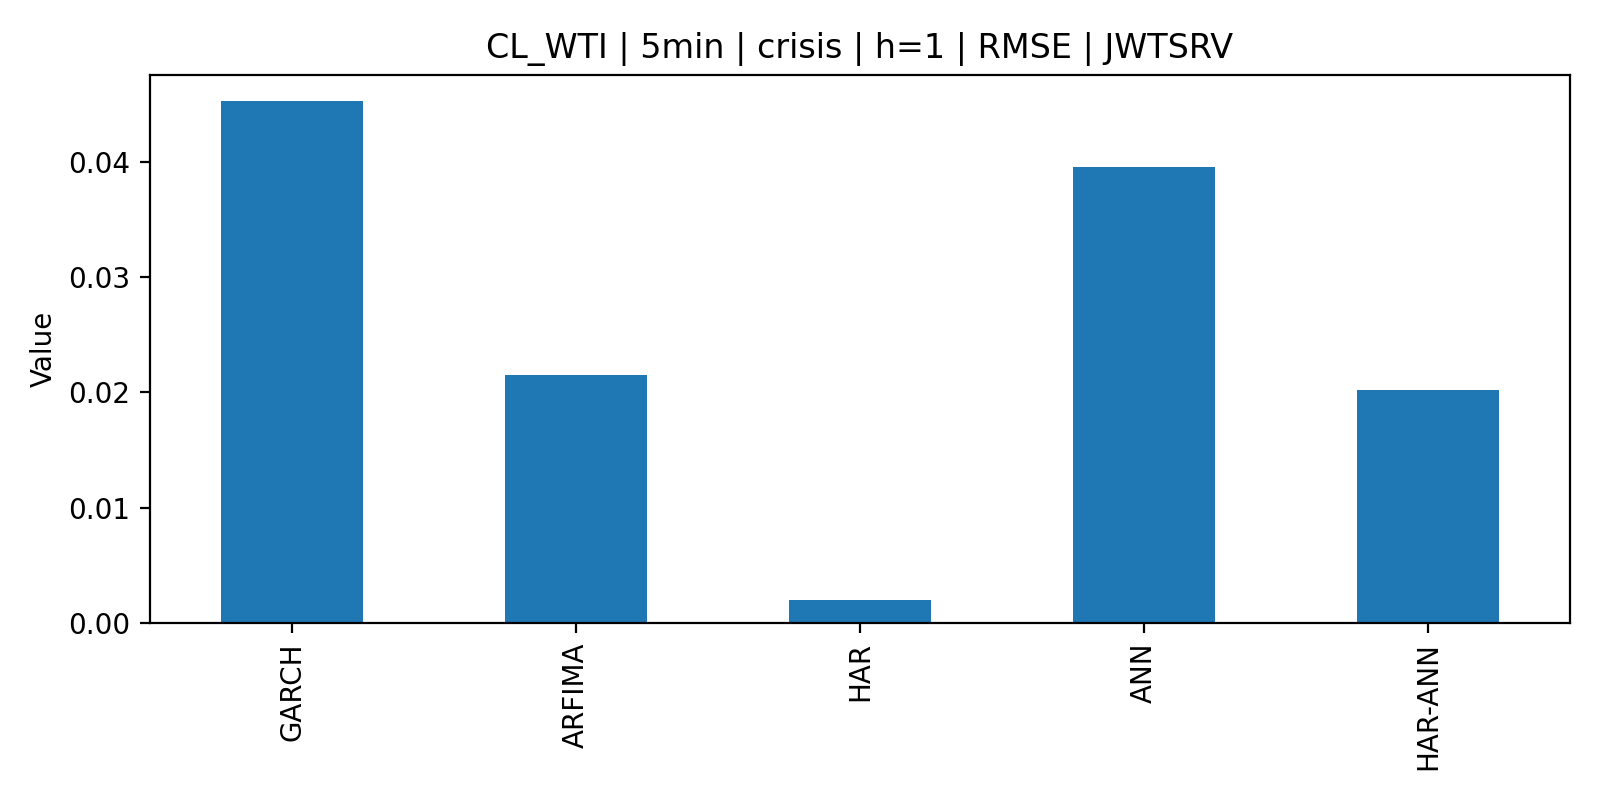 CL_WTI | 5min | crisis | h=1 | RMSE | JWTSRV
Value
0.04
0.03
0.02
0.01
0.00
GARCH
ARFIMA
HAR
ANN
HAR-ANN